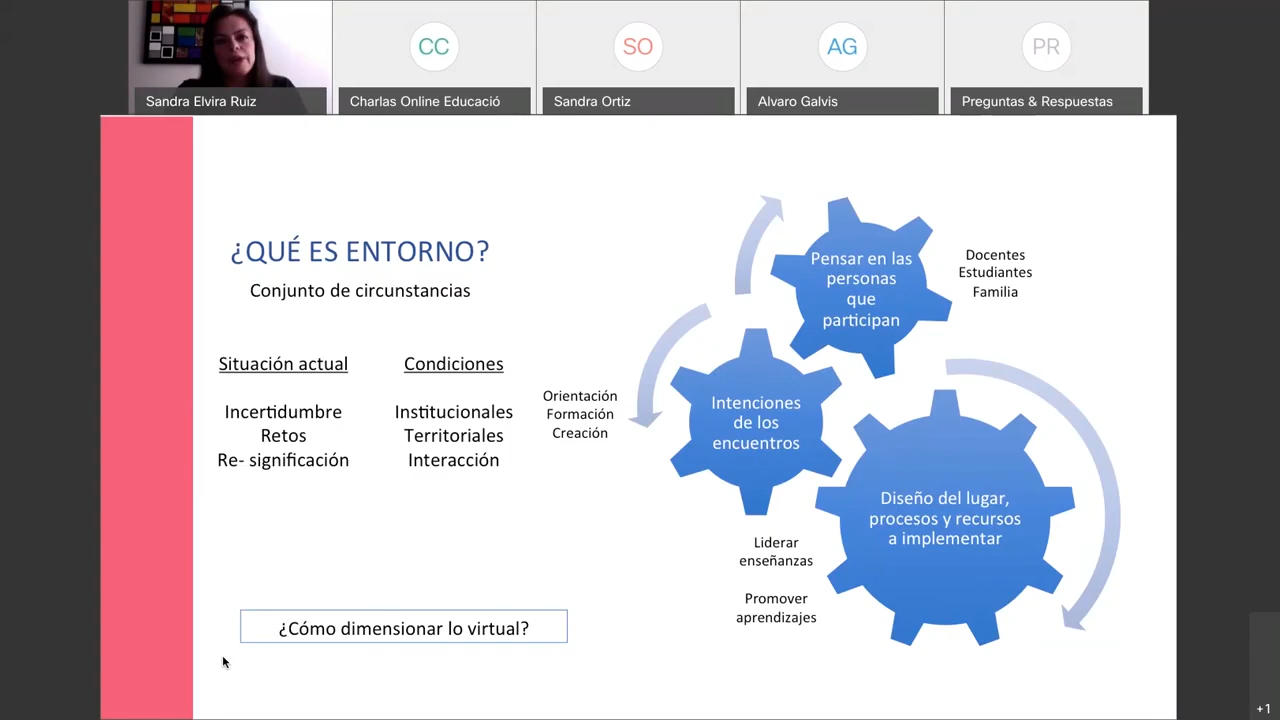 CC
SO
AG
PR
Sandra Elvira Ruiz
Charlas Online Educació
Sandra Ortiz
Alvaro Galvis
Preguntas & Respuestas
¿QUÉ ES ENTORNO?
Conjunto de circunstancias
Situación actual
Incertidumbre
Retos
Re- significación
Condiciones
Institucionales
Territoriales
Interacción
¿Cómo dimensionar lo virtual?
Pensar en las
personas
que
participan
Docentes
Estudiantes
Familia
Orientación
Formación
Creación
Intenciones
de los
encuentros
Diseño del lugar,
procesos y recursos
a implementar
Liderar
enseñanzas
Promover
aprendizajes
+1